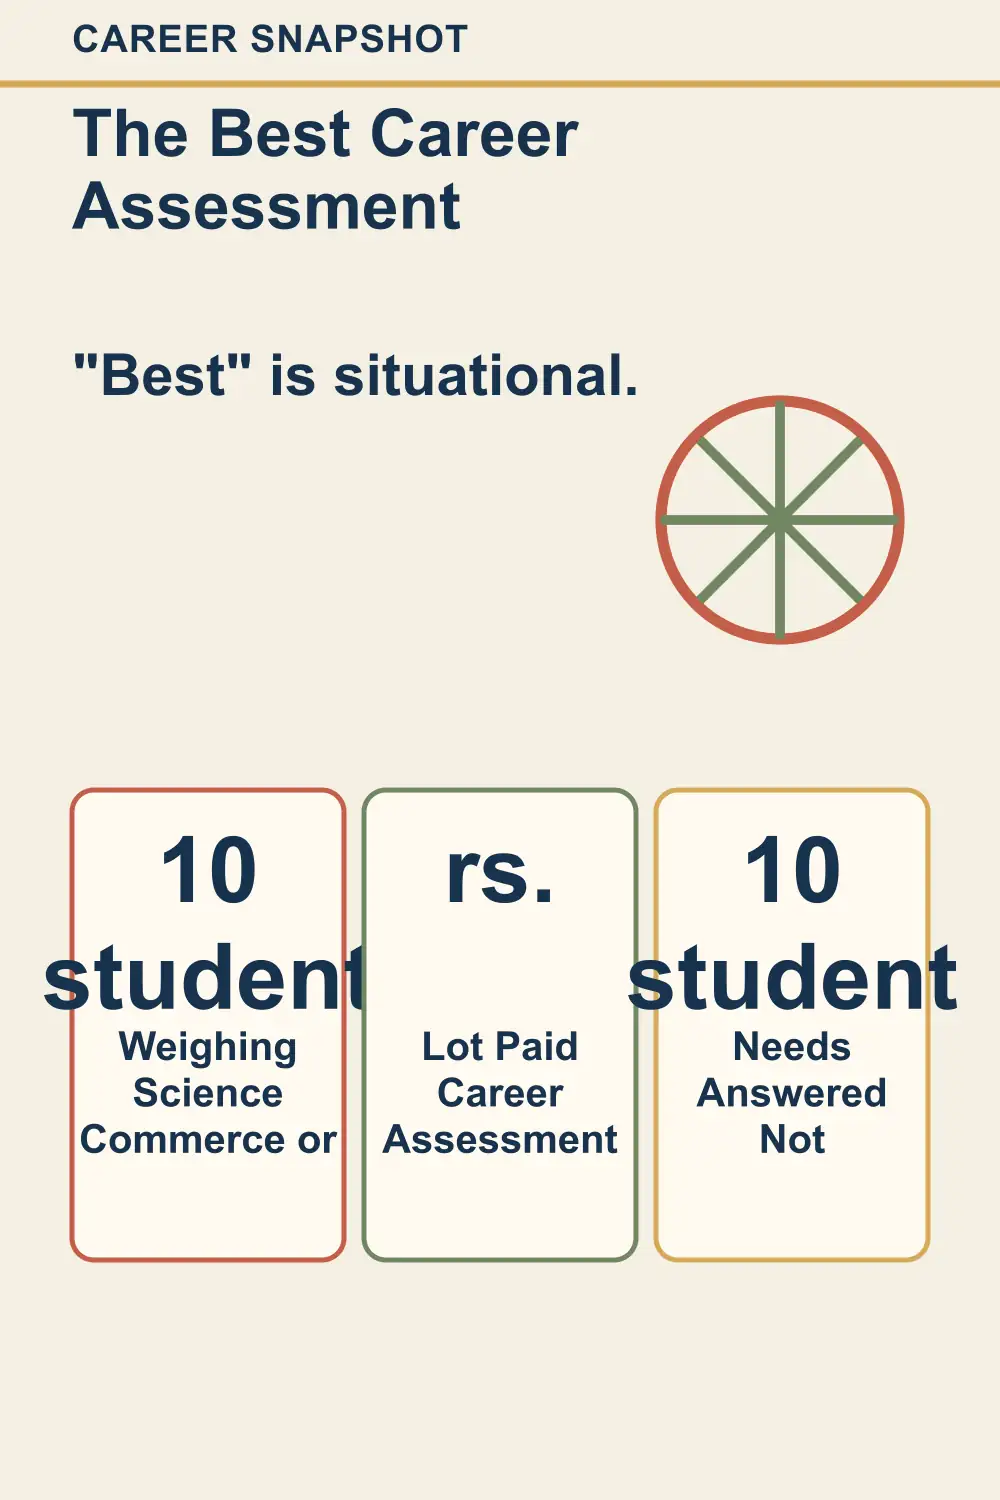 CAREER SNAPSHOT
The Best Career
Assessment
"Best" is situational.
10
student
Weighing
Science
Commerce or
rs.
Lot Paid
Career
Assessment
10
student
Needs
Answered
Not